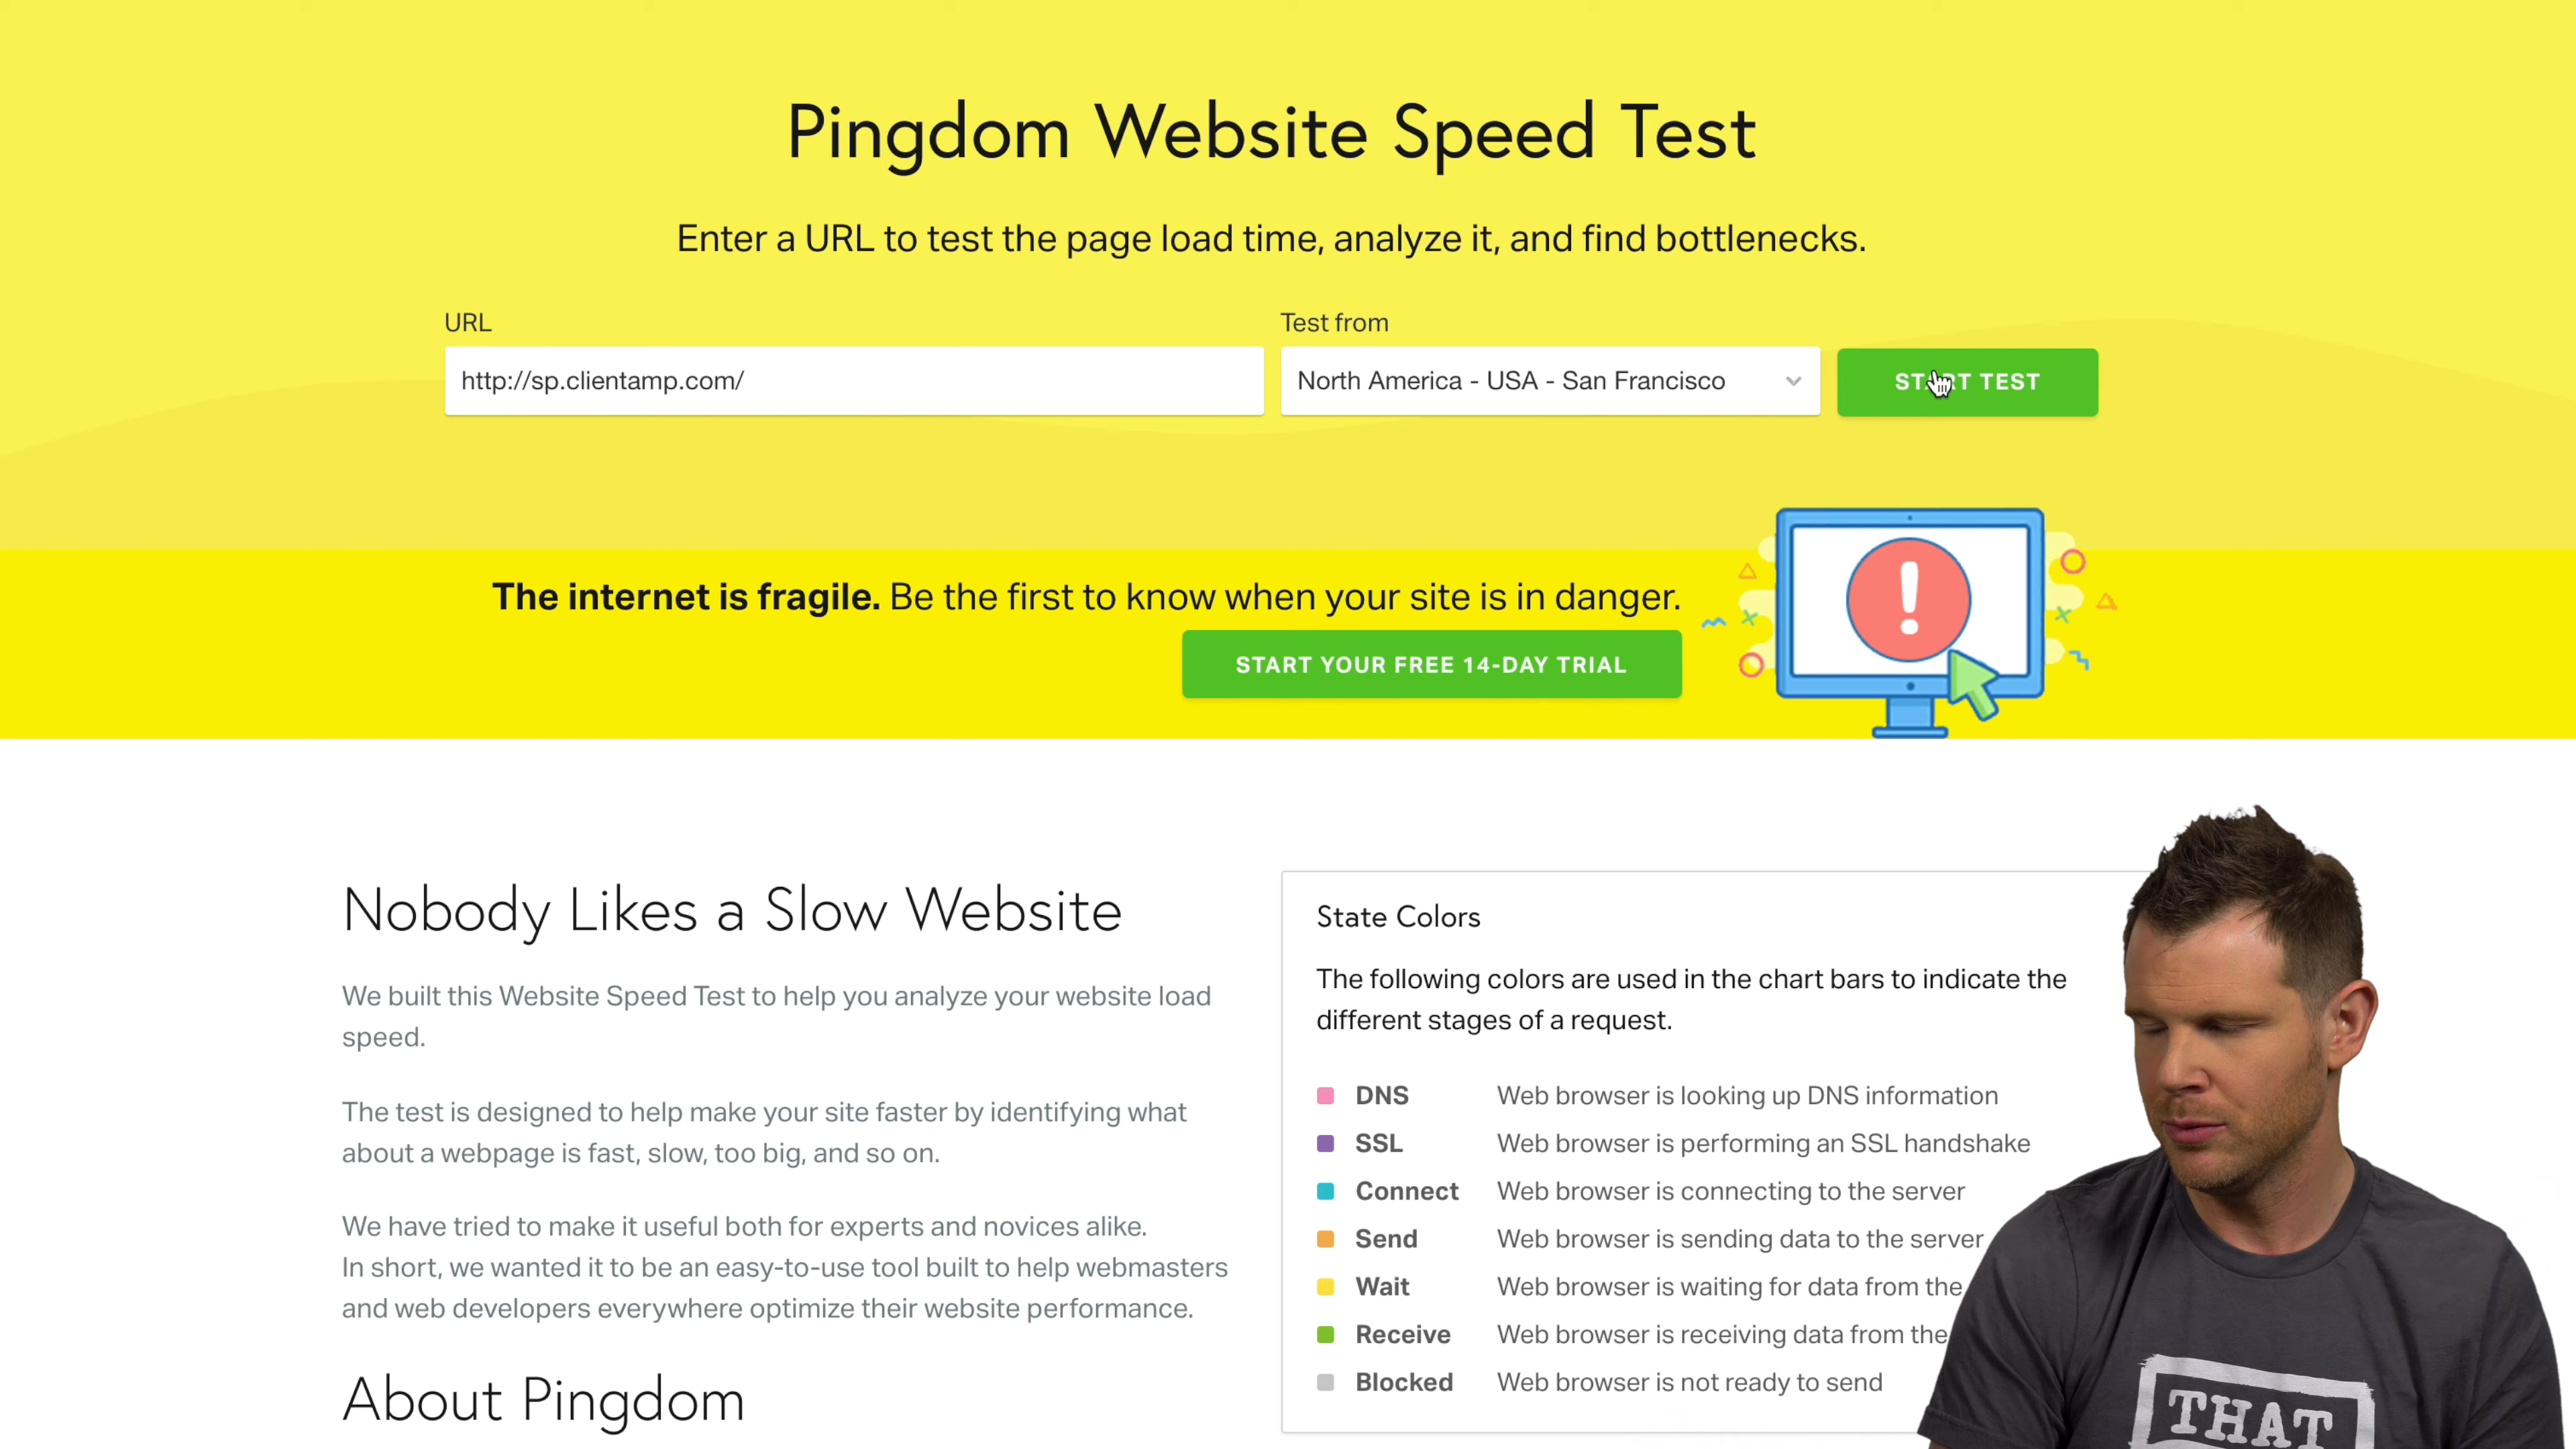 Pingdom Website Speed Test
Enter a URL to test the page load time, analyze it, and find bottlenecks.
URL
Test from
http://sp.clientamp.com/
North America - USA - San Francisco
START TEST
The internet is fragile. Be the first to know when your site is in danger.
START YOUR FREE 14-DAY TRIAL
Nobody Likes a Slow Website
We built this Website Speed Test to help you analyze your website load
speed.
The test is designed to help make your site faster by identifying what
about a webpage is fast, slow, too big, and so on.
We have tried to make it useful both for experts and novices alike.
In short, we wanted it to be an easy-to-use tool built to help webmasters
and web developers everywhere optimize their website performance.
About Pingdom
State Colors
The following colors are used in the chart bars to indicate the
different stages of a request.
DNS Web browser is looking up DNS information
SSL Web browser is performing an SSL handshake
Connect Web browser is connecting to the server
Send Web browser is sending data to the server
Wait Web browser is waiting for data from the
Receive Web browser is receiving data from the
Blocked Web browser is not ready to send
THAT